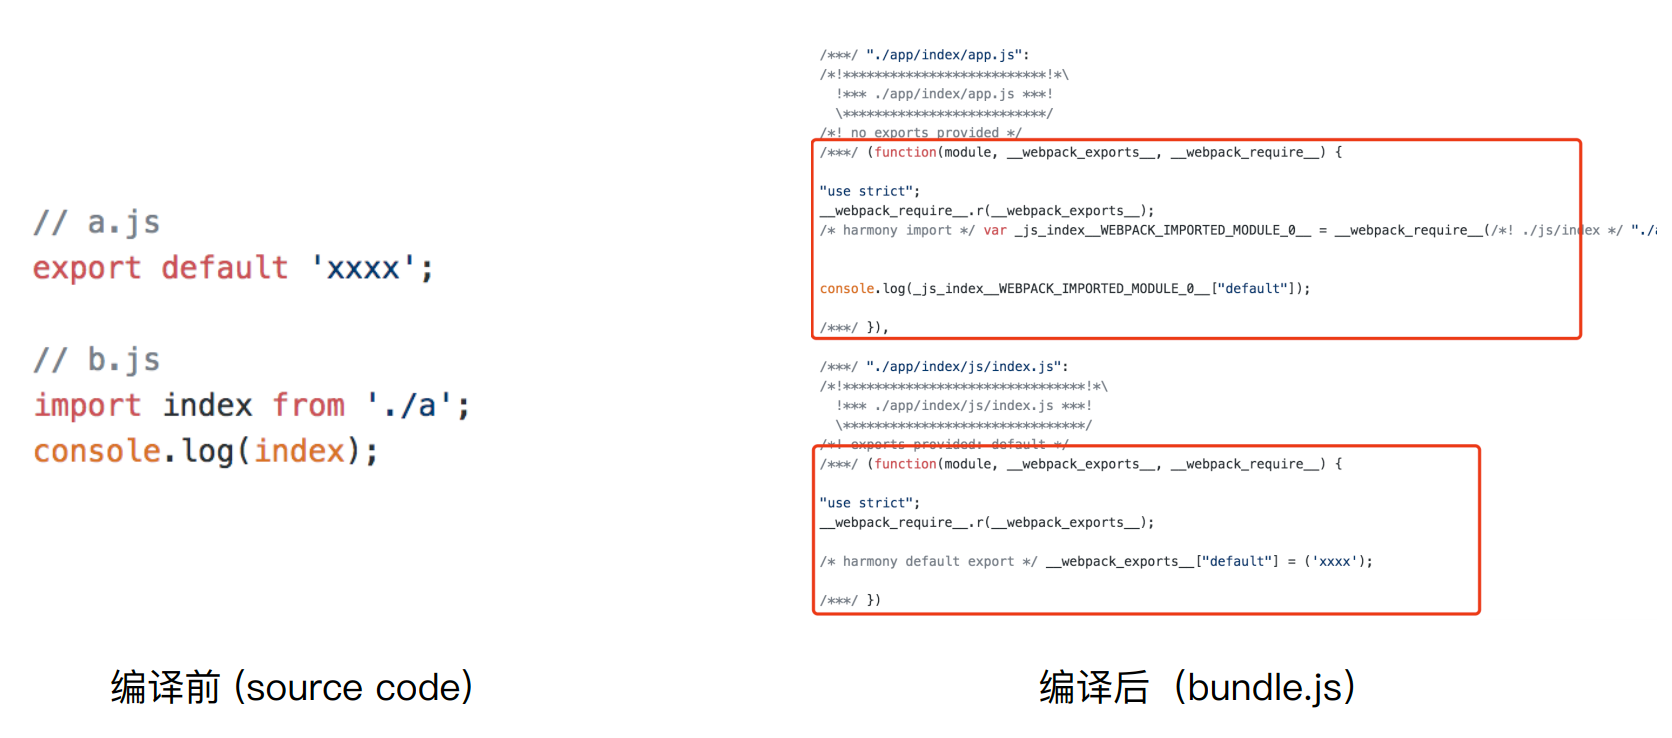 // a.js
export default 'xxxx';
// b.js
import index from './a';
console.log(index);
编译前 (source code)
/***/ "./app/index/app.js":
/*!**************************!*\
  !*** ./app/index/app.js ***!
  \**************************/
/*! no exports provided */
/***/ (function(module, __webpack_exports__, __webpack_require__) {
"use strict";
__webpack_require__.r(__webpack_exports__);
/* harmony import */ var _js_index__WEBPACK_IMPORTED_MODULE_0__ = __webpack_require__(/*! ./js/index */ "./a
console.log(_js_index__WEBPACK_IMPORTED_MODULE_0__["default"]);
/***/ }),
/***/ "./app/index/js/index.js":
/*!*******************************!*\
  !*** ./app/index/js/index.js ***!
  \*******************************/
/*! exports provided: default */
/***/ (function(module, __webpack_exports__, __webpack_require__) {
"use strict";
__webpack_require__.r(__webpack_exports__);
/* harmony default export */ __webpack_exports__["default"] = ('xxxx');
/***/ })
编译后 (bundle.js)